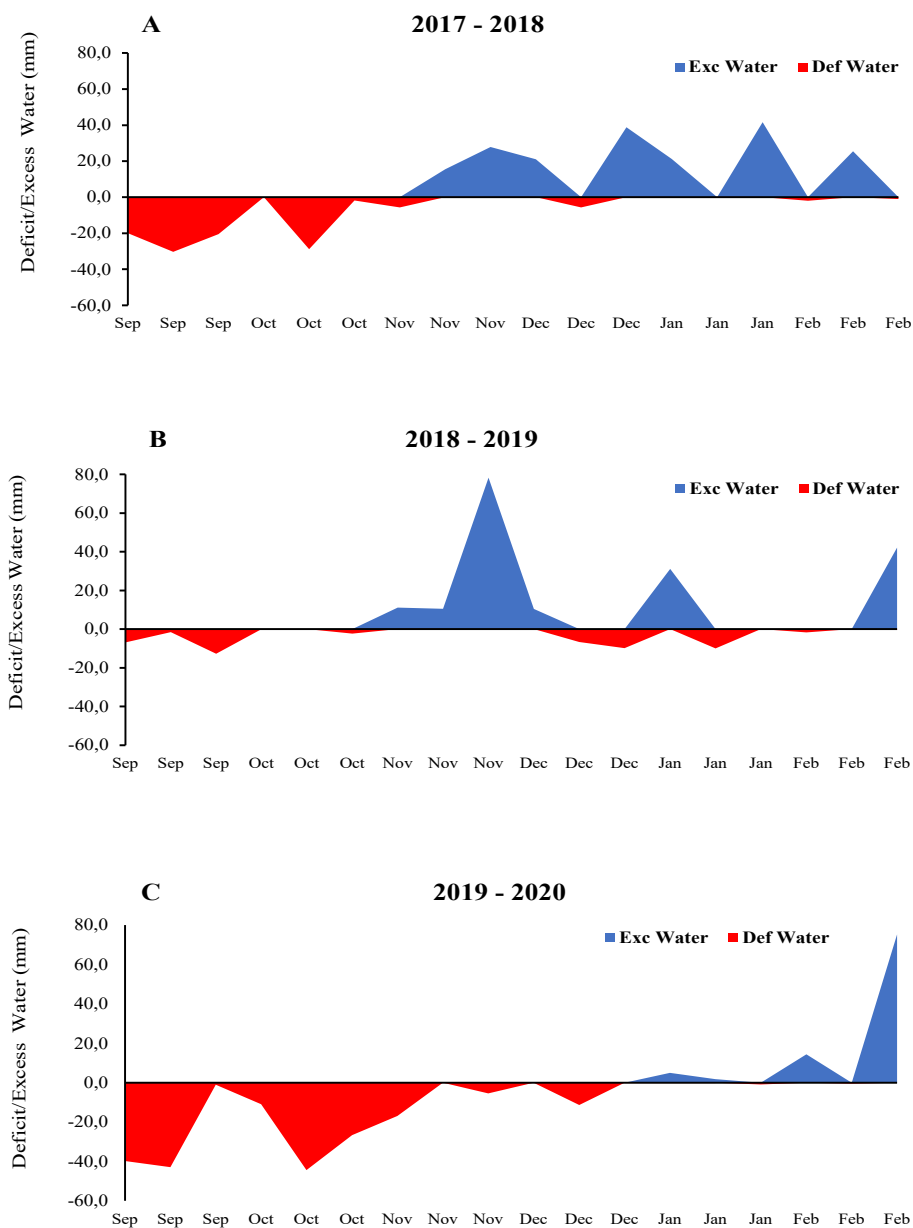 A 2017 - 2018
Exc Water Def Water
Deficit/Excess Water (mm)
80,0
60,0
40,0
20,0
0,0
-20,0
-40,0
-60,0
Sep Sep Sep Oct Oct Oct Nov Nov Nov Dec Dec Dec Jan Jan Jan Feb Feb Feb
B 2018 - 2019
Exc Water Def Water
Deficit/Excess Water (mm)
80,0
60,0
40,0
20,0
0,0
-20,0
-40,0
-60,0
Sep Sep Sep Oct Oct Oct Nov Nov Nov Dec Dec Dec Jan Jan Jan Feb Feb Feb
C 2019 - 2020
Exc Water Def Water
Deficit/Excess Water (mm)
80,0
60,0
40,0
20,0
0,0
-20,0
-40,0
-60,0
Sep Sep Sep Oct Oct Oct Nov Nov Nov Dec Dec Dec Jan Jan Jan Feb Feb Feb